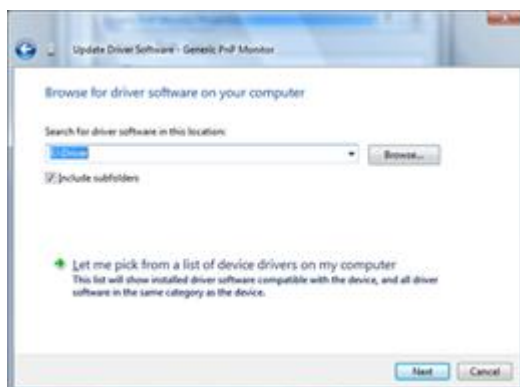 Update Driver Software - Generic PnP Monitor
Browse for driver software on your computer
Search for driver software in this location:
Browse...
Include subfolders
Let me pick from a list of device drivers on my computer
This list will show installed driver software compatible with the device, and all driver
software in the same category as the device.
Next
Cancel